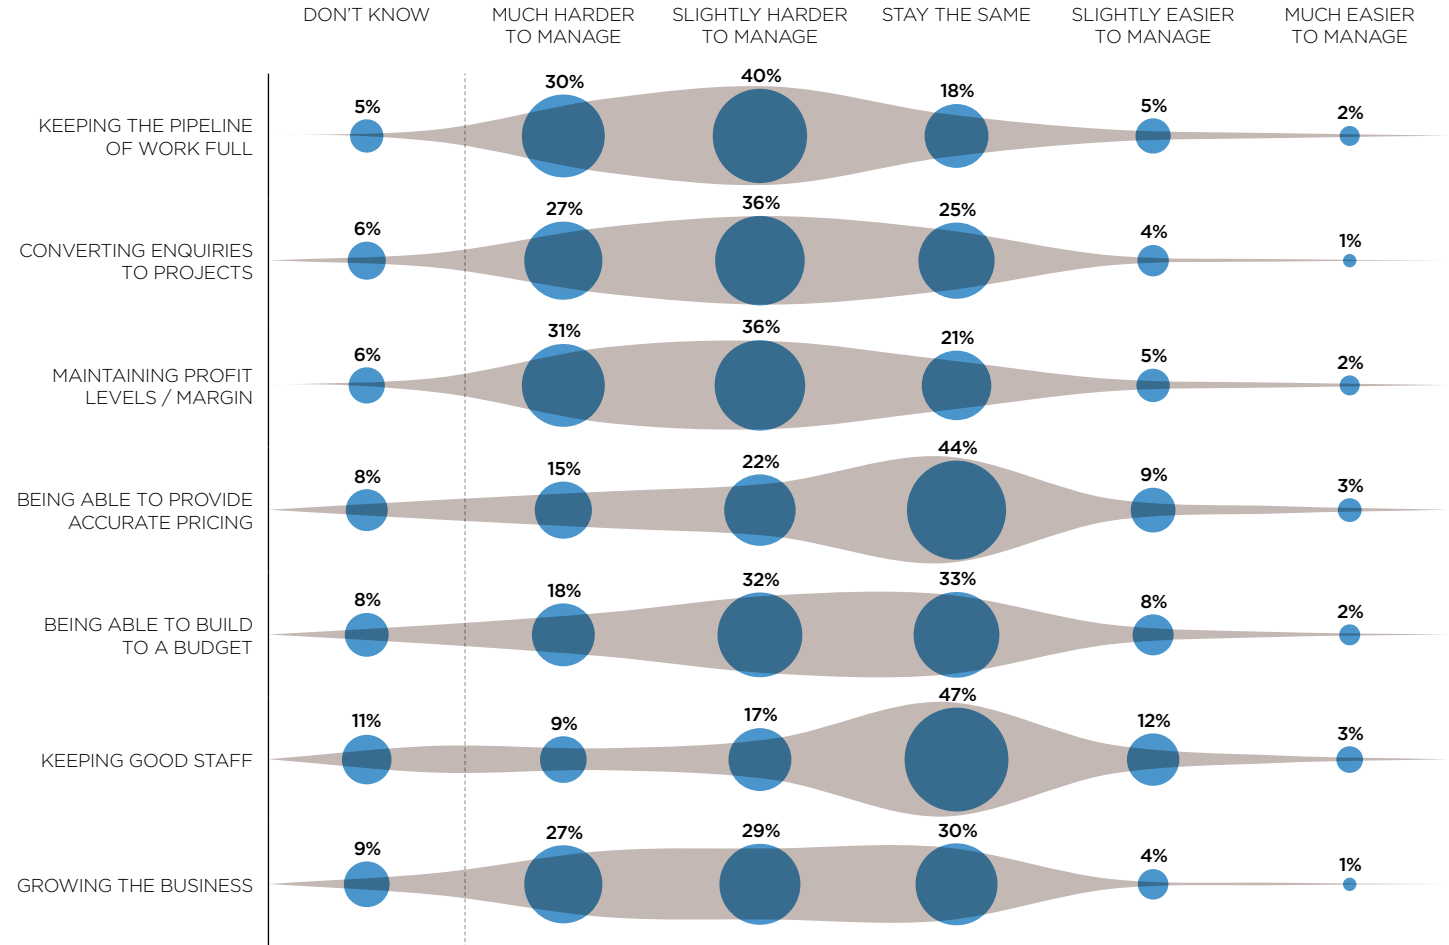 DON'T KNOW
MUCH HARDER
TO MANAGE
SLIGHTLY HARDER
TO MANAGE
STAY THE SAME
SLIGHTLY EASIER
TO MANAGE
MUCH EASIER
TO MANAGE
KEEPING THE PIPELINE
OF WORK FULL
5%
30%
40%
18%
5%
2%
CONVERTING ENQUIRIES
TO PROJECTS
6%
27%
36%
25%
4%
1%
MAINTAINING PROFIT
LEVELS / MARGIN
6%
31%
36%
21%
5%
2%
BEING ABLE TO PROVIDE
ACCURATE PRICING
8%
15%
22%
44%
9%
3%
BEING ABLE TO BUILD
TO A BUDGET
8%
18%
32%
33%
8%
2%
KEEPING GOOD STAFF
11%
9%
17%
47%
12%
3%
GROWING THE BUSINESS
9%
27%
29%
30%
4%
1%